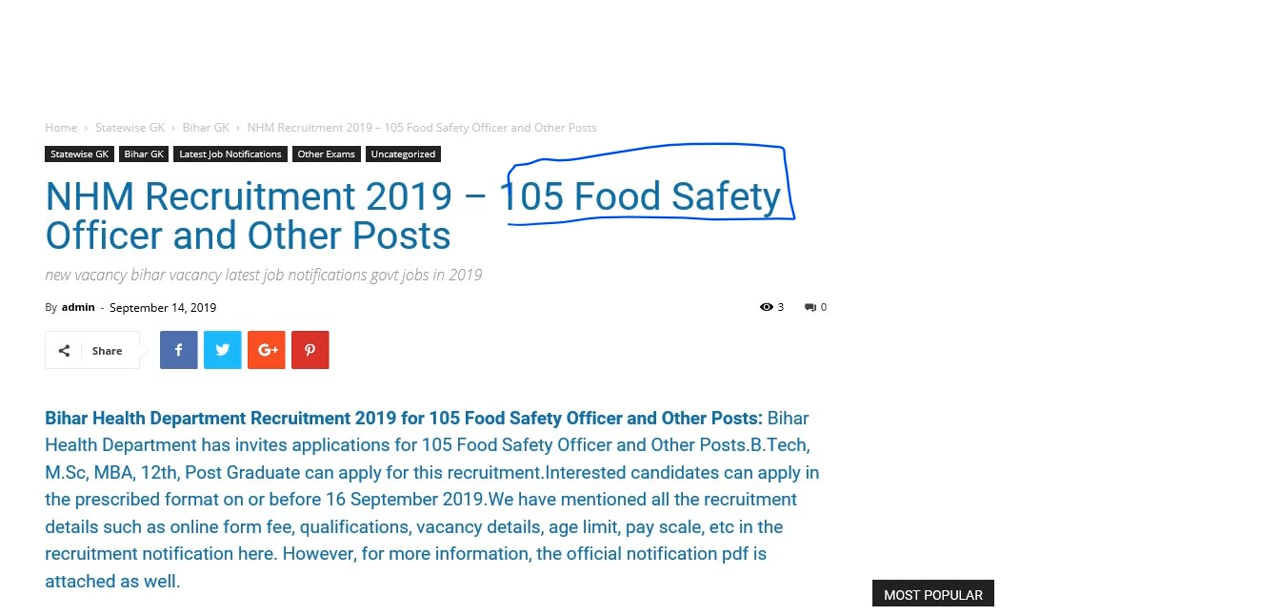 Home › Statewise GK › Bihar GK › NHM Recruitment 2019 – 105 Food Safety Officer and Other Posts
Statewise GK Bihar GK Latest Job Notifications Other Exams Uncategorized
NHM Recruitment 2019 – 105 Food Safety
Officer and Other Posts
new vacancy bihar vacancy latest job notifications govt jobs in 2019
By admin - September 14, 2019 3 0
Share
Bihar Health Department Recruitment 2019 for 105 Food Safety Officer and Other Posts: Bihar
Health Department has invites applications for 105 Food Safety Officer and Other Posts.B.Tech,
M.Sc, MBA, 12th, Post Graduate can apply for this recruitment.Interested candidates can apply in
the prescribed format on or before 16 September 2019.We have mentioned all the recruitment
details such as online form fee, qualifications, vacancy details, age limit, pay scale, etc in the
recruitment notification here. However, for more information, the official notification pdf is
attached as well.
MOST POPULAR